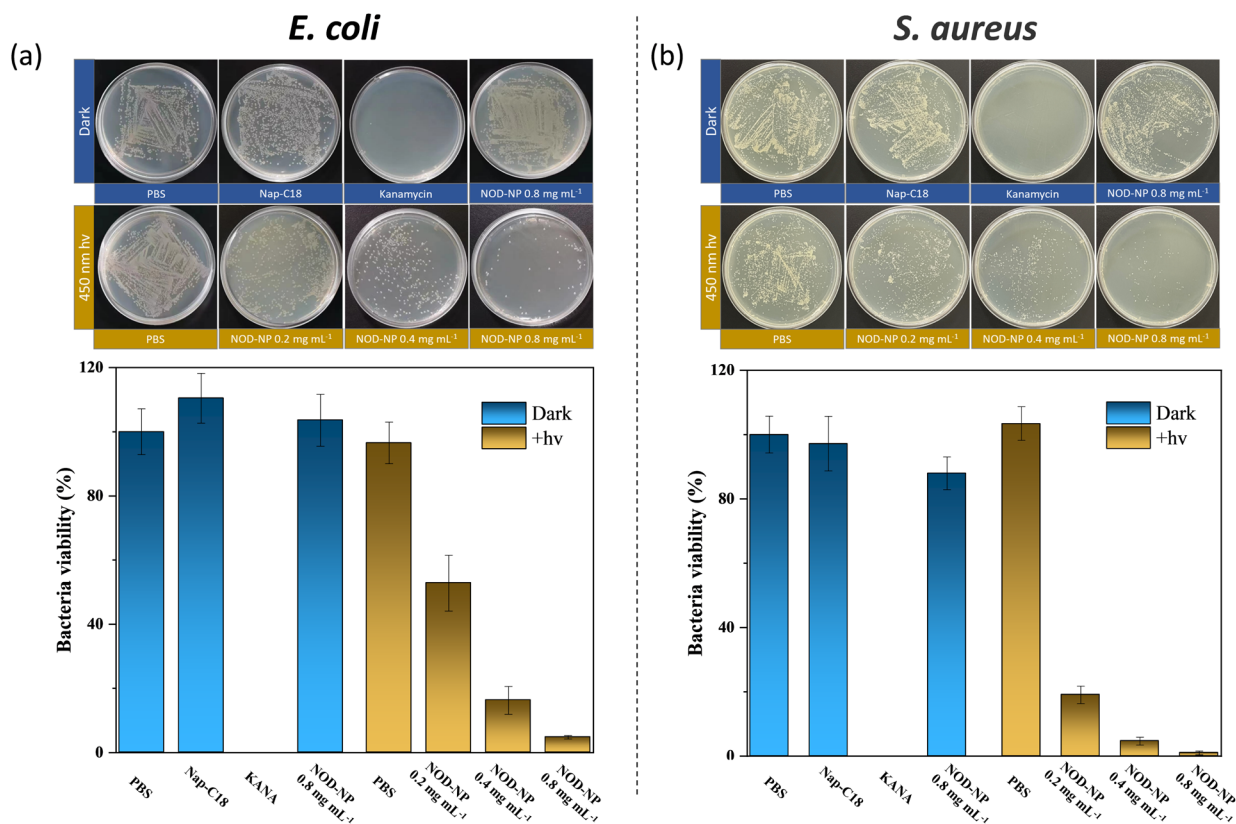 E. coli
S. aureus
(a)
(b)
Dark
PBS
Nap-C18
Kanamycin
NOD-NP 0.8 mg mL⁻¹
450 nm hv
PBS
NOD-NP 0.2 mg mL⁻¹
NOD-NP 0.4 mg mL⁻¹
NOD-NP 0.8 mg mL⁻¹
Dark
PBS
Nap-C18
Kanamycin
NOD-NP 0.8 mg mL⁻¹
450 nm hv
PBS
NOD-NP 0.2 mg mL⁻¹
NOD-NP 0.4 mg mL⁻¹
NOD-NP 0.8 mg mL⁻¹
Bacteria viability (%)
120
80
40
0
Dark
+hv
PBS
Nap-C18
KANA
NOD-NP
0.8 mg mL⁻¹
PBS
NOD-NP
0.2 mg mL⁻¹
NOD-NP
0.4 mg mL⁻¹
NOD-NP
0.8 mg mL⁻¹
Bacteria viability (%)
120
80
40
0
Dark
+hv
PBS
Nap-C18
KANA
NOD-NP
0.8 mg mL⁻¹
PBS
NOD-NP
0.2 mg mL⁻¹
NOD-NP
0.4 mg mL⁻¹
NOD-NP
0.8 mg mL⁻¹